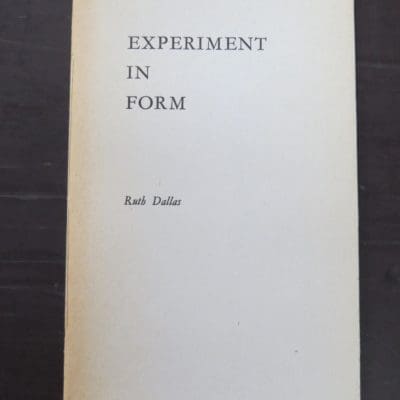 EXPERIMENT
IN
FORM
Ruth Dallas